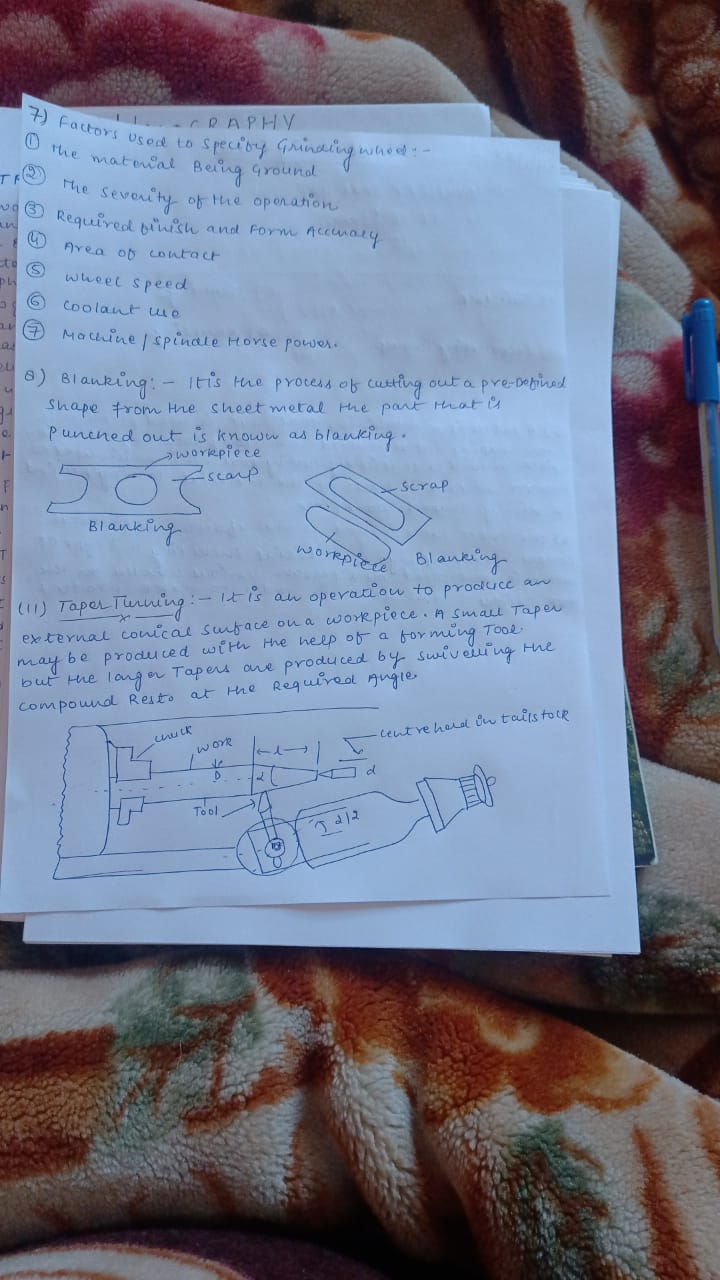 GRAPHY
7) Factors used to specify Grinding wheel:-
① The material Being Ground
② The severity of the operation
③ Required finish and Form Accuracy
④ Area of contact
⑤ wheel speed
⑥ coolant use
⑦ Machine / spindle Horse power.
8) Blanking:- It is the process of cutting out a pre-Defined
shape from the sheet metal the part that is
punched out is known as blanking.
workpiece
scarp
Blanking
scrap
workpiece
Blanking
(11) Taper Turning:- It is an operation to produce an
external conical surface on a workpiece. A small Taper
may be produced with the help of a forming Tool
but the larger Tapers are produced by swivelling the
compound Rests at the Required Angle.
chuck
work
l
centre held in tailstock
D
α
d
Tool
α/2